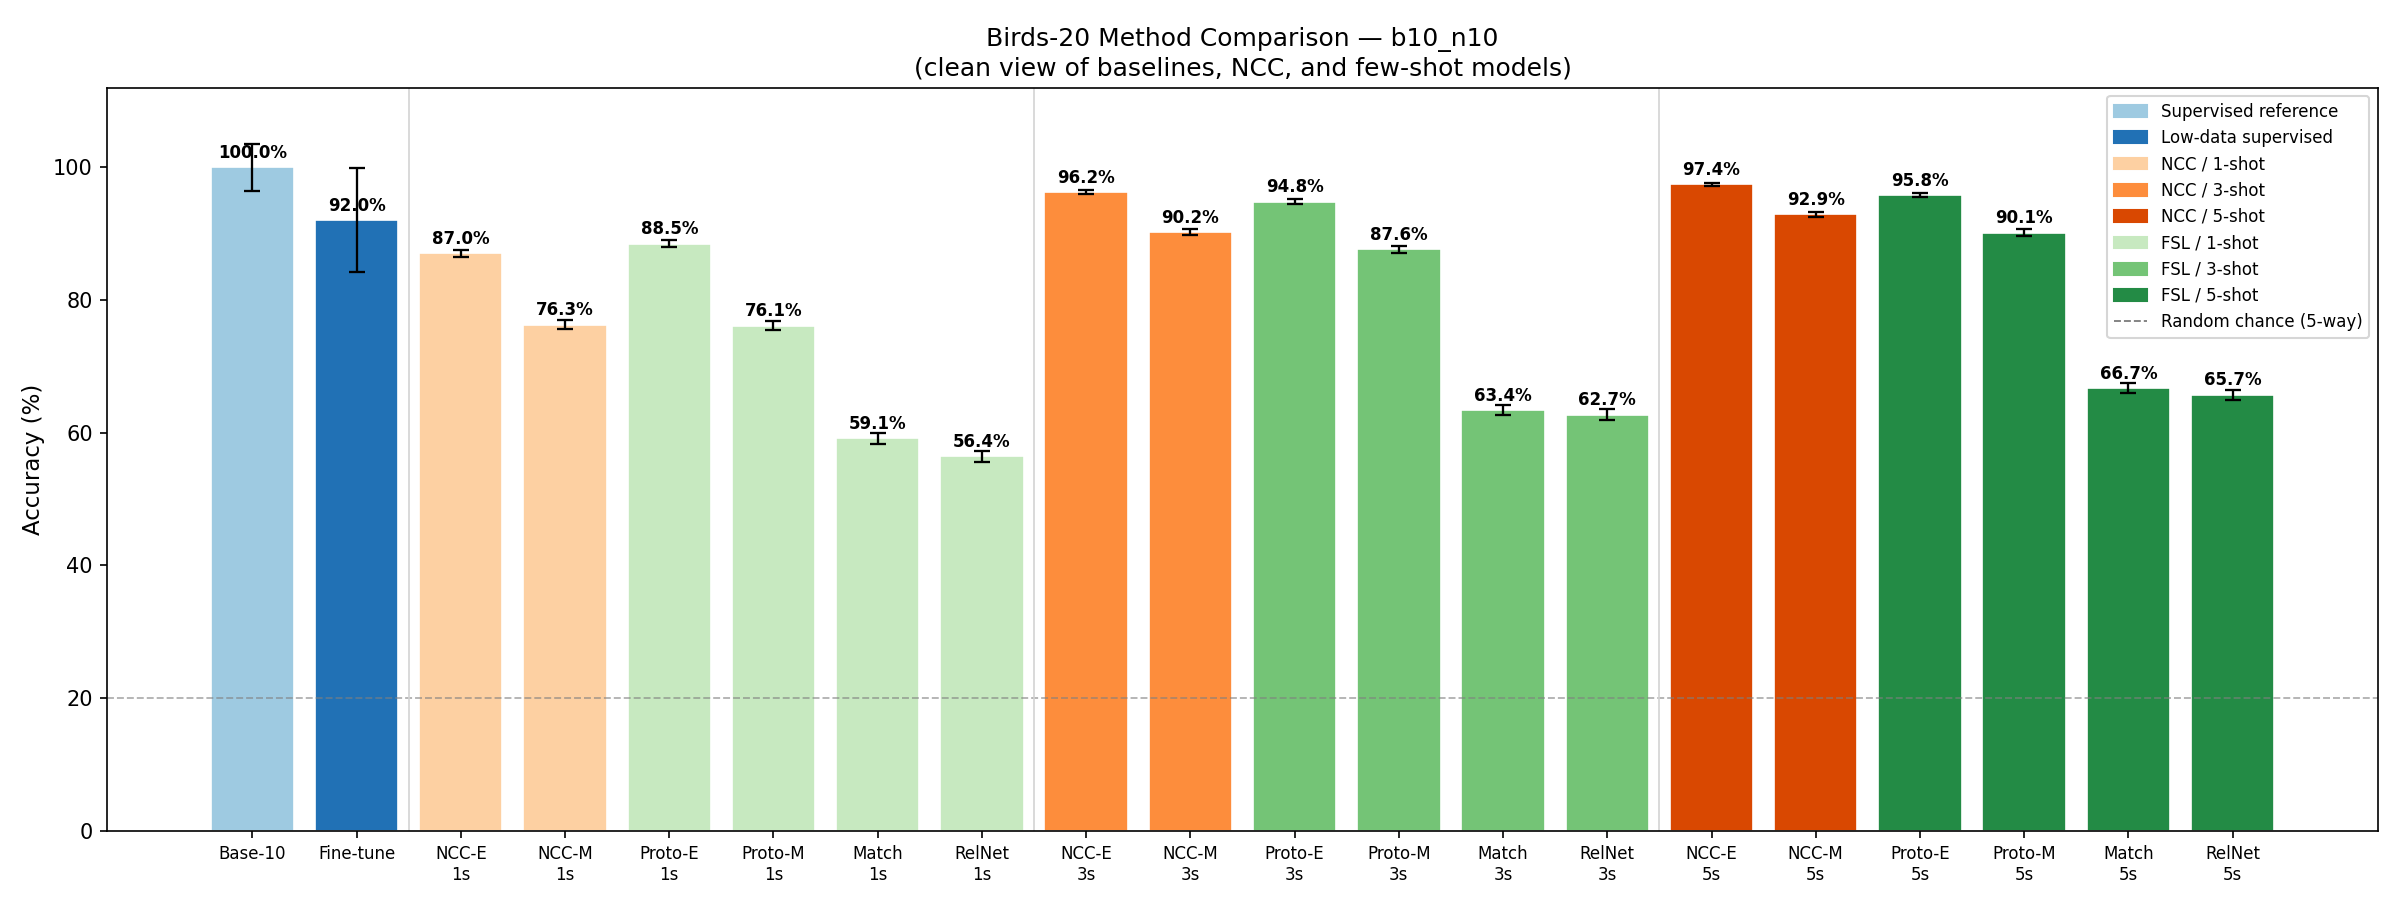 Birds-20 Method Comparison — b10_n10
(clean view of baselines, NCC, and few-shot models)
Accuracy (%)
100
80
60
40
20
0
100.0%
92.0%
87.0%
76.3%
88.5%
76.1%
59.1%
56.4%
96.2%
90.2%
94.8%
87.6%
63.4%
62.7%
97.4%
92.9%
95.8%
90.1%
66.7%
65.7%
Supervised reference
Low-data supervised
NCC / 1-shot
NCC / 3-shot
NCC / 5-shot
FSL / 1-shot
FSL / 3-shot
FSL / 5-shot
Random chance (5-way)
Base-10
Fine-tune
NCC-E
1s
NCC-M
1s
Proto-E
1s
Proto-M
1s
Match
1s
RelNet
1s
NCC-E
3s
NCC-M
3s
Proto-E
3s
Proto-M
3s
Match
3s
RelNet
3s
NCC-E
5s
NCC-M
5s
Proto-E
5s
Proto-M
5s
Match
5s
RelNet
5s